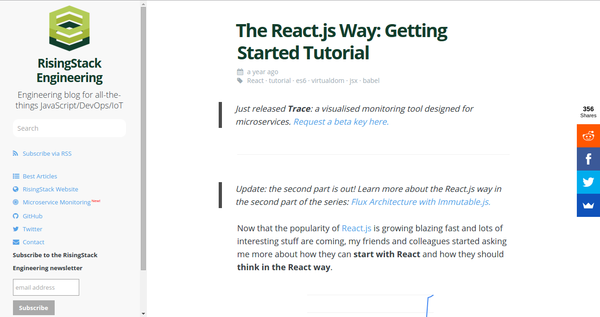 RisingStack
Engineering
Engineering blog for all-the-
things JavaScript/DevOps/IoT
Search
Subscribe via RSS
Best Articles
RisingStack Website
Microservice Monitoring New!
GitHub
Twitter
Contact
Subscribe to the RisingStack
Engineering newsletter
email address
Subscribe
The React.js Way: Getting
Started Tutorial
a year ago
React · tutorial · es6 · virtualdom · jsx · babel
Just released Trace: a visualised monitoring tool designed for
microservices. Request a beta key here.
Update: the second part is out! Learn more about the React.js way in
the second part of the series: Flux Architecture with Immutable.js.
Now that the popularity of React.js is growing blazing fast and lots of
interesting stuff are coming, my friends and colleagues started asking
me more about how they can start with React and how they should
think in the React way.
356
Shares